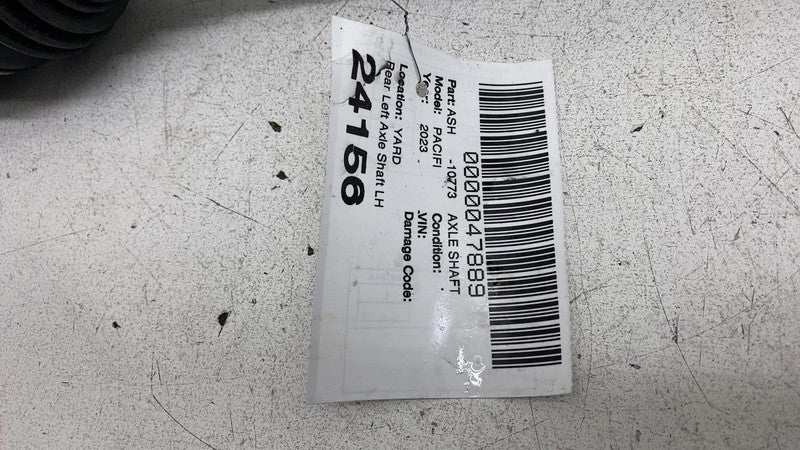 0000047889
Part: ASH -10773 AXLE SHAFT
Model: PACIFI Condition: .
Year: 2023 . VIN:
Location: YARD Damage Code:
Rear Left Axle Shaft LH
24156